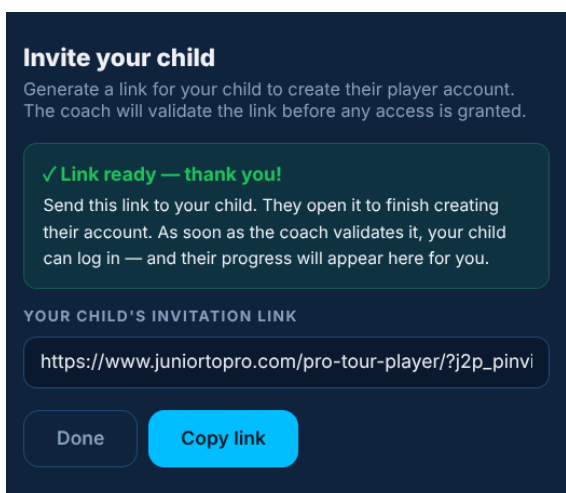 Invite your child
Generate a link for your child to create their player account.
The coach will validate the link before any access is granted.
✓ Link ready — thank you!
Send this link to your child. They open it to finish creating
their account. As soon as the coach validates it, your child
can log in — and their progress will appear here for you.
YOUR CHILD'S INVITATION LINK
https://www.juniortopro.com/pro-tour-player/?j2p_pinvi
Done
Copy link